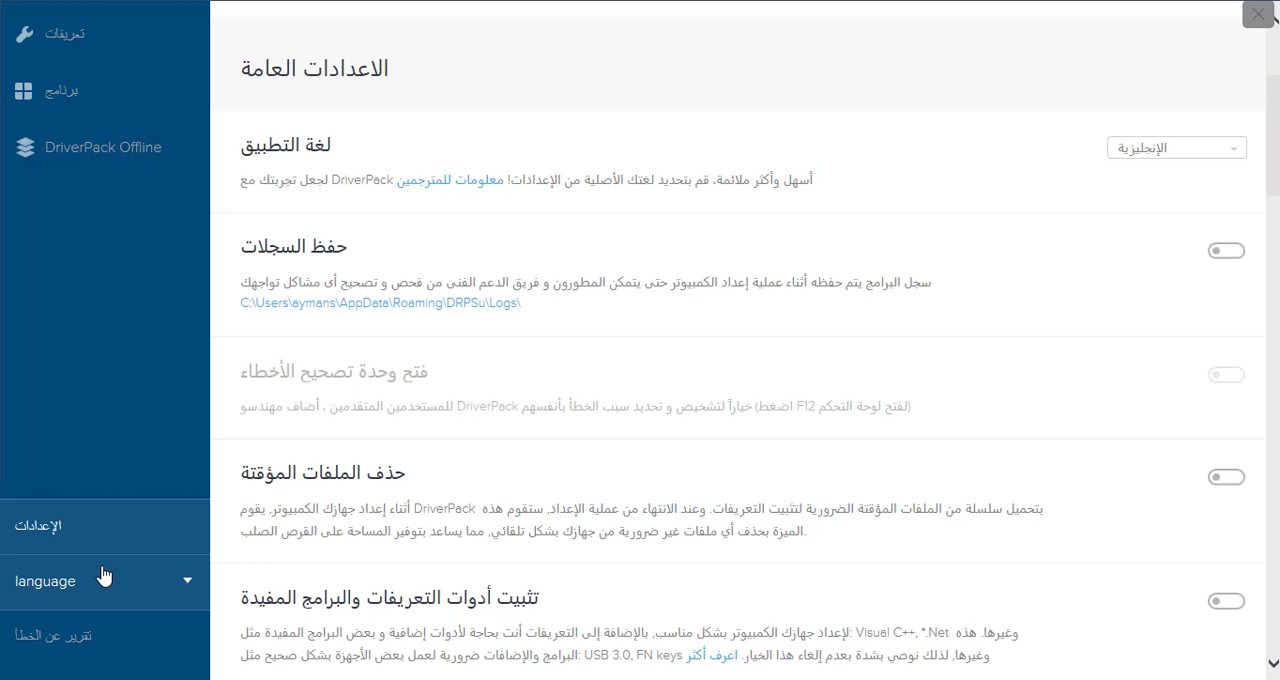 تعريفات
برنامج
DriverPack Offline
الإعدادات
language
تقرير عن الخطأ
الاعدادات العامة
لغة التطبيق
الإنجليزية
أسهل وأكثر ملائمة، قم بتحديد لغتك الأصلية من الإعدادات! معلومات للمترجمين DriverPack لجعل تجربتك مع
حفظ السجلات
سجل البرامج يتم حفظه أثناء عملية إعداد الكمبيوتر حتى يتمكن المطورون و فريق الدعم الفنى من فحص و تصحيح أى مشاكل تواجهك
C:\Users\aymans\AppData\Roaming\DRPSu\Logs\
فتح وحدة تصحيح الأخطاء
(لفتح لوحة التحكم F12 اضغط) خياراً لتشخيص و تحديد سبب الخطأ بأنفسهم DriverPack للمستخدمين المتقدمين ، أضاف مهندسو
حذف الملفات المؤقتة
بتحميل سلسلة من الملفات المؤقتة الضرورية لتثبيت التعريفات. وعند الانتهاء من عملية الإعداد, ستقوم هذه DriverPack أثناء إعداد جهازك الكمبيوتر, يقوم
.الميزة بحذف أي ملفات غير ضرورية من جهازك بشكل تلقائي, مما يساعد بتوفير المساحة على القرص الصلب
تثبيت أدوات التعريفات والبرامج المفيدة
وغيرها. هذه Visual C++, *.Net :لإعداد جهازك الكمبيوتر بشكل مناسب, بالإضافة إلى التعريفات أنت بحاجة لأدوات إضافية و بعض البرامج المفيدة مثل
وغيرها, لذلك نوصي بشدة بعدم إلغاء هذا الخيار. اعرف أكثر USB 3.0, FN keys :البرامج والإضافات ضرورية لعمل بعض الأجهزة بشكل صحيح مثل